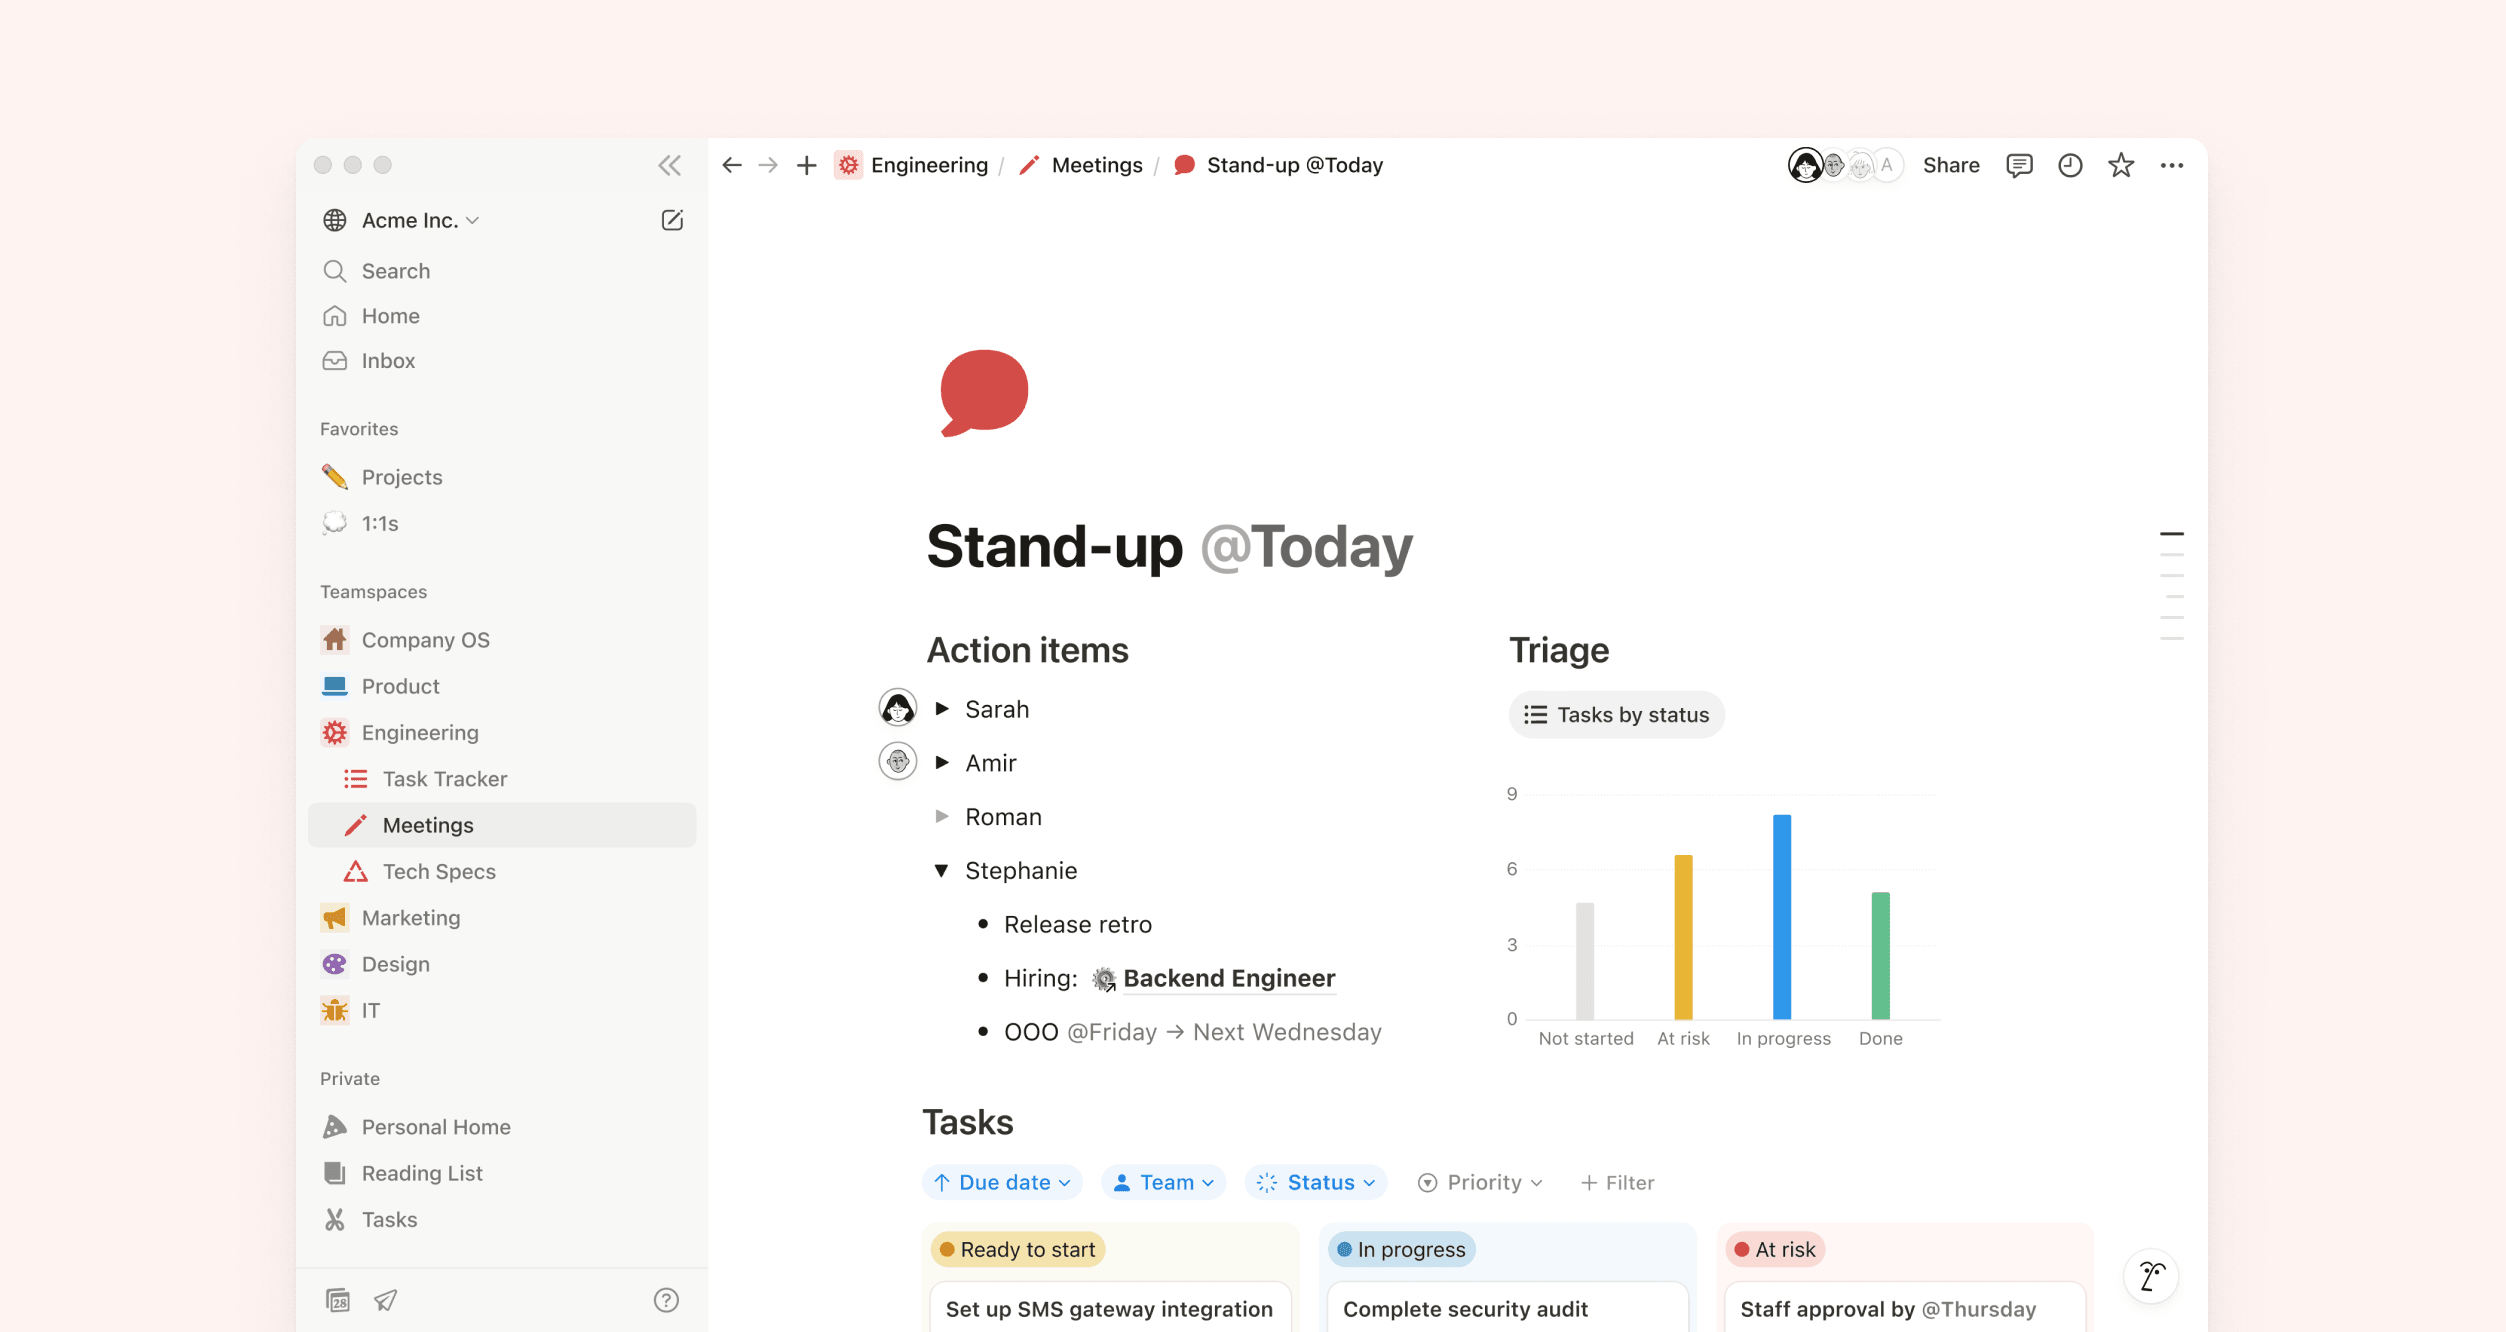 Engineering / Meetings / Stand-up @Today
A
Share
Acme Inc.
Search
Home
Inbox
Favorites
Projects
1:1s
Teamspaces
Company OS
Product
Engineering
Task Tracker
Meetings
Tech Specs
Marketing
Design
IT
Private
Personal Home
Reading List
Tasks
28
?
Stand-up @Today
Action items
Sarah
Amir
Roman
Stephanie
Release retro
Hiring: Backend Engineer
OOO @Friday → Next Wednesday
Triage
Tasks by status
9
6
3
0
Not started At risk In progress Done
Tasks
Due date Team Status Priority + Filter
Ready to start
Set up SMS gateway integration
In progress
Complete security audit
At risk
Staff approval by @Thursday